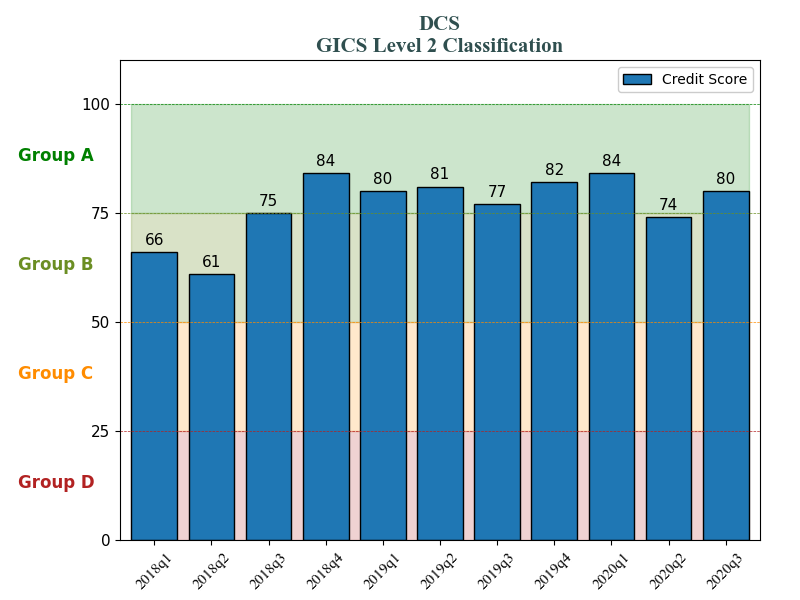 DCS
GICS Level 2 Classification
Credit Score
100
Group A
84
80
81
77
82
84
74
80
75
75
66
61
Group B
50
Group C
25
Group D
0
2018q1
2018q2
2018q3
2018q4
2019q1
2019q2
2019q3
2019q4
2020q1
2020q2
2020q3